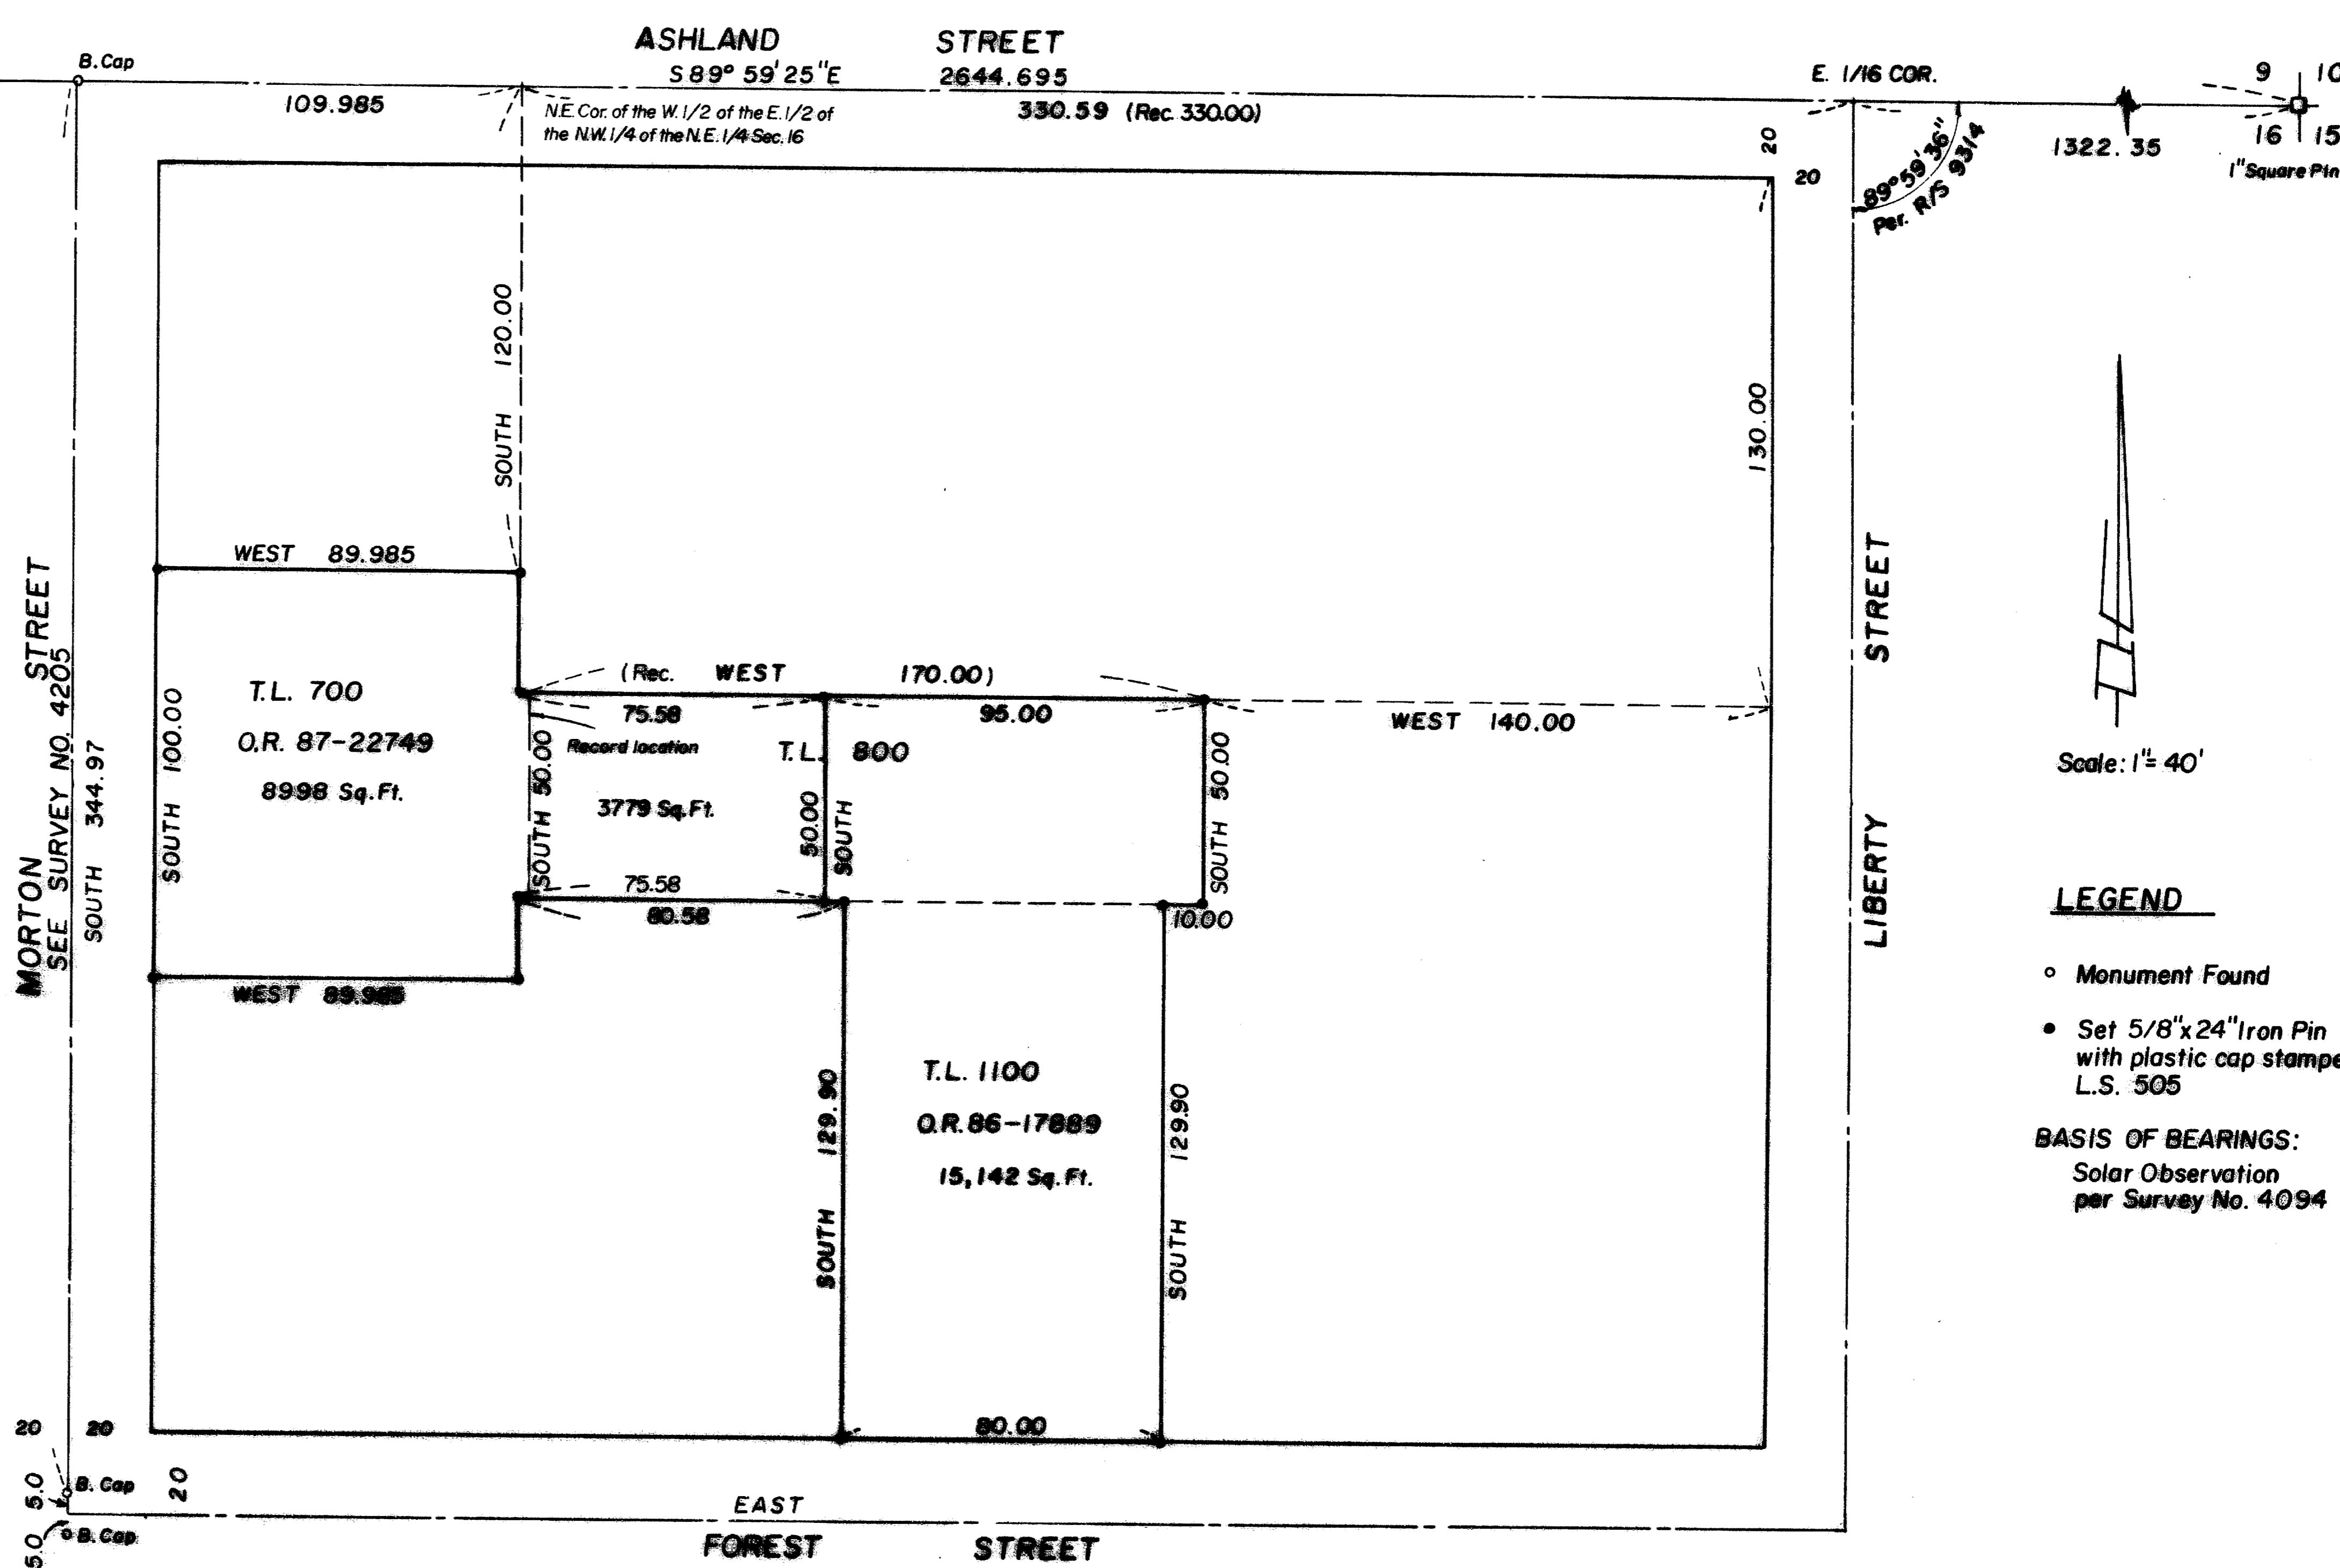 ASHLAND STREET
B. Cap
S 89° 59' 25" E 2644.695
E. 1/16 COR.
9
109.985
N.E. Cor. of the W. 1/2 of the E. 1/2 of
the N.W. 1/4 of the N.E. 1/4 Sec. 16
330.59 (Rec. 330.00)
20
20
89° 59' 36"
Per. R/S 9314
1322.35
16 15
1" Square Pin
SOUTH 120.00
130.00
WEST 89.985
MORTON STREET
SEE SURVEY NO. 4205
SOUTH 344.97
SOUTH 100.00
T.L. 700
O.R. 87-22749
8998 Sq.Ft.
(Rec. WEST 170.00)
75.58
95.00
WEST 140.00
Record location
T.L. 800
SOUTH 50.00
3779 Sq.Ft.
50.00
SOUTH
SOUTH 50.00
75.58
80.58
10.00
WEST 89.985
LIBERTY STREET
Scale: 1" = 40'
LEGEND
Monument Found
Set 5/8" x 24" Iron Pin
with plastic cap stampe
L.S. 505
BASIS OF BEARINGS:
Solar Observation
per Survey No. 4094
SOUTH 129.90
T.L. 1100
O.R. 86-17889
15,142 Sq.Ft.
SOUTH 129.90
80.00
20 20
5.0
B. Cap
20
EAST
5.0
B. Cap
FOREST STREET